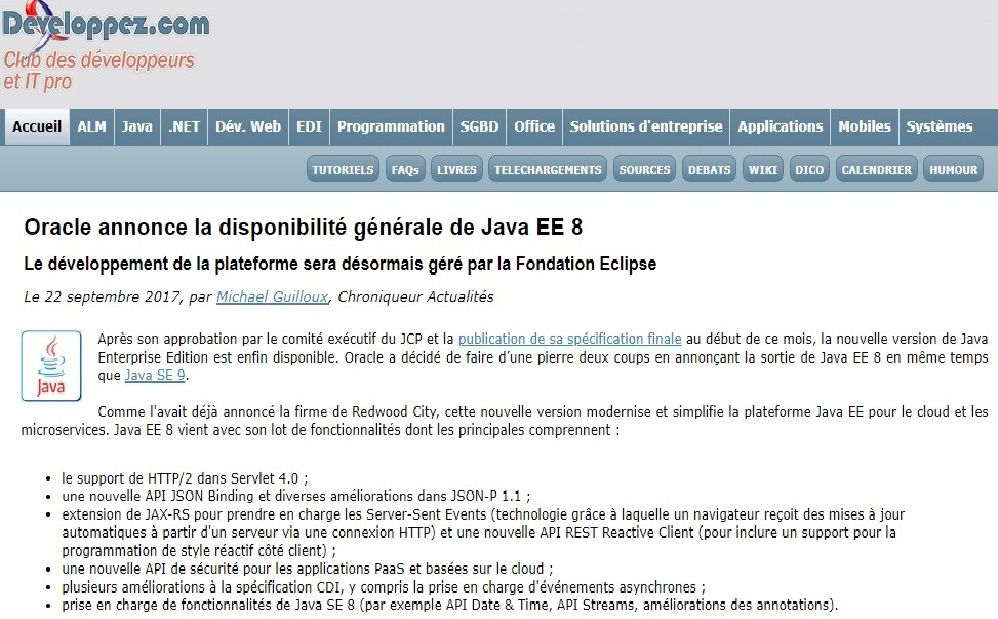 Developpez.com
Club des développeurs
et IT pro
Accueil ALM Java .NET Dév. Web EDI Programmation SGBD Office Solutions d'entreprise Applications Mobiles Systèmes
TUTORIELS FAQs LIVRES TELECHARGEMENTS SOURCES DEBATS WIKI DICO CALENDRIER HUMOUR
Oracle annonce la disponibilité générale de Java EE 8
Le développement de la plateforme sera désormais géré par la Fondation Eclipse
Le 22 septembre 2017, par Michael Guilloux, Chroniqueur Actualités
Java
Après son approbation par le comité exécutif du JCP et la publication de sa spécification finale au début de ce mois, la nouvelle version de Java
Enterprise Edition est enfin disponible. Oracle a décidé de faire d'une pierre deux coups en annonçant la sortie de Java EE 8 en même temps
que Java SE 9.
Comme l'avait déjà annoncé la firme de Redwood City, cette nouvelle version modernise et simplifie la plateforme Java EE pour le cloud et les
microservices. Java EE 8 vient avec son lot de fonctionnalités dont les principales comprennent :
• le support de HTTP/2 dans Servlet 4.0 ;
• une nouvelle API JSON Binding et diverses améliorations dans JSON-P 1.1 ;
• extension de JAX-RS pour prendre en charge les Server-Sent Events (technologie grâce à laquelle un navigateur reçoit des mises à jour
automatiques à partir d'un serveur via une connexion HTTP) et une nouvelle API REST Reactive Client (pour inclure un support pour la
programmation de style réactif côté client) ;
• une nouvelle API de sécurité pour les applications PaaS et basées sur le cloud ;
• plusieurs améliorations à la spécification CDI, y compris la prise en charge d'événements asynchrones ;
• prise en charge de fonctionnalités de Java SE 8 (par exemple API Date & Time, API Streams, améliorations des annotations).